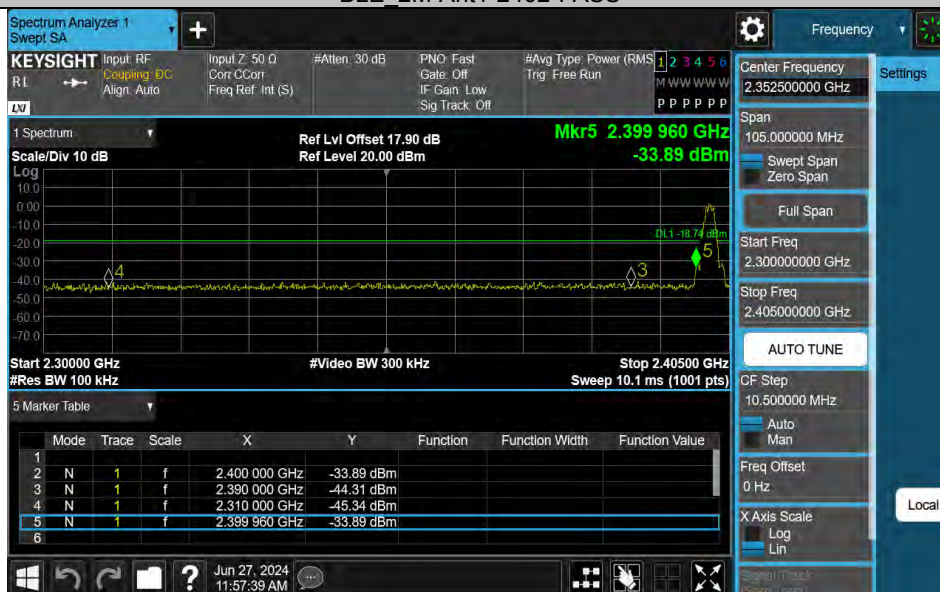 Spectrum Analyzer 1
Swept SA
+
Frequency
KEYSIGHT
R L
LXI
Input: RF
Coupling: DC
Align: Auto
Input Z: 50 Ω
Corr CCorr
Freq Ref: Int (S)
#Atten: 30 dB
PNO: Fast
Gate: Off
IF Gain: Low
Sig Track: Off
#Avg Type: Power (RMS
Trig: Free Run
1 2 3 4 5 6
M W W W W W
P P P P P P
1 Spectrum
Scale/Div 10 dB
Ref Lvl Offset 17.90 dB
Ref Level 20.00 dBm
Mkr5 2.399 960 GHz
-33.89 dBm
Log
10.0
0.00
-10.0
-20.0
-30.0
-40.0
-50.0
-60.0
-70.0
DL1 -18.74 dBm
4
3
5
Start 2.30000 GHz
#Res BW 100 kHz
#Video BW 300 kHz
Stop 2.40500 GHz
Sweep 10.1 ms (1001 pts)
5 Marker Table
Mode Trace Scale X Y Function Function Width Function Value
1
2 N 1 f 2.400 000 GHz -33.89 dBm
3 N 1 f 2.390 000 GHz -44.31 dBm
4 N 1 f 2.310 000 GHz -45.34 dBm
5 N 1 f 2.399 960 GHz -33.89 dBm
6
?
Jun 27, 2024
11:57:39 AM
Center Frequency
2.352500000 GHz
Span
105.000000 MHz
Swept Span
Zero Span
Full Span
Start Freq
2.300000000 GHz
Stop Freq
2.405000000 GHz
AUTO TUNE
CF Step
10.500000 MHz
Auto
Man
Freq Offset
0 Hz
X Axis Scale
Log
Lin
Signal Track
Settings
Local